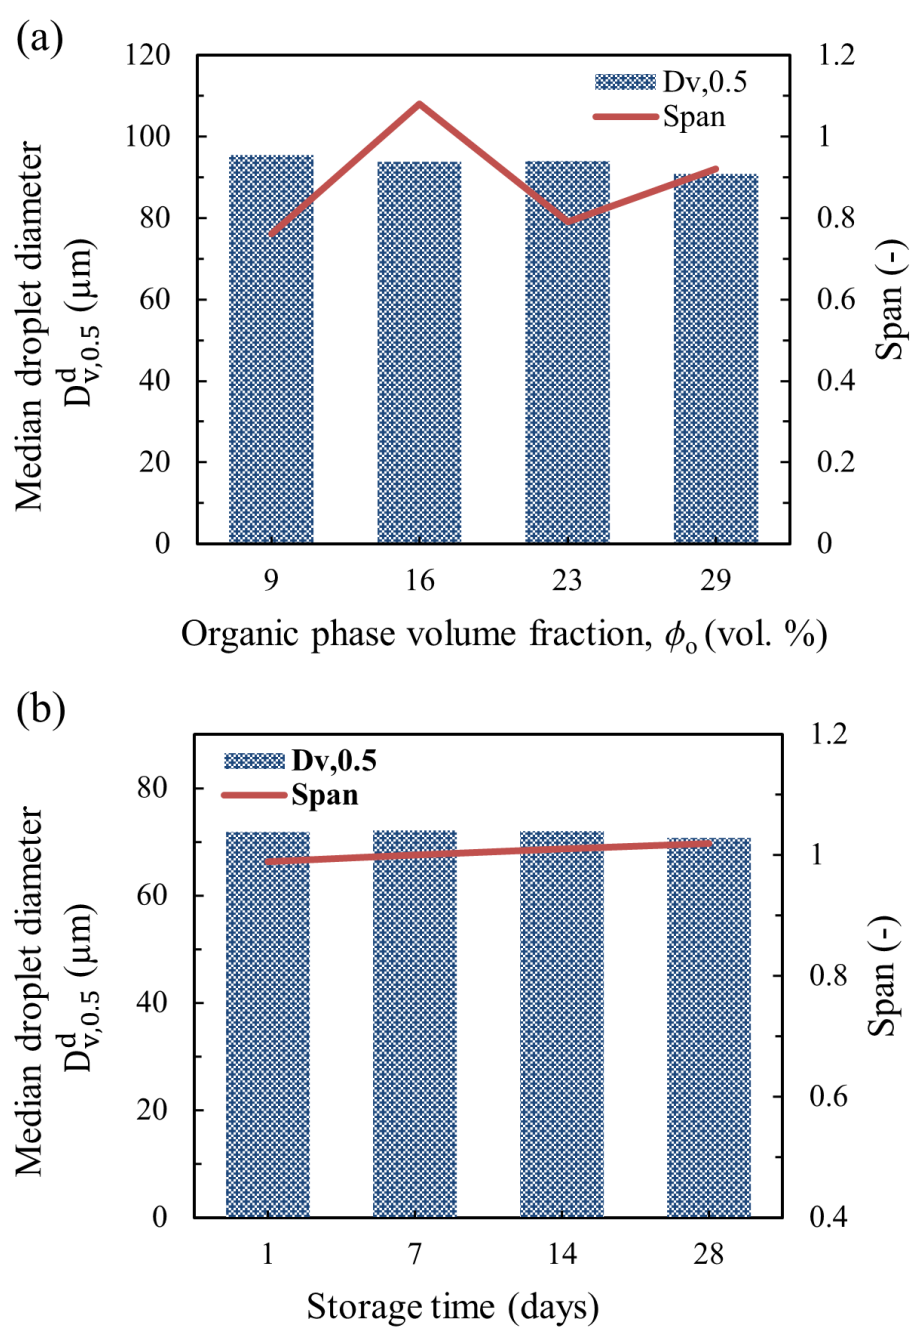 (a)
120
100
80
60
40
20
0
Median droplet diameter
D^d_v,0.5 (μm)
Dv,0.5
Span
1.2
1
0.8
0.6
0.4
0.2
0
Span (-)
9 16 23 29
Organic phase volume fraction, ϕ_o (vol. %)
(b)
80
60
40
20
0
Median droplet diameter
D^d_v,0.5 (μm)
Dv,0.5
Span
1.2
1
0.8
0.6
0.4
Span (-)
1 7 14 28
Storage time (days)